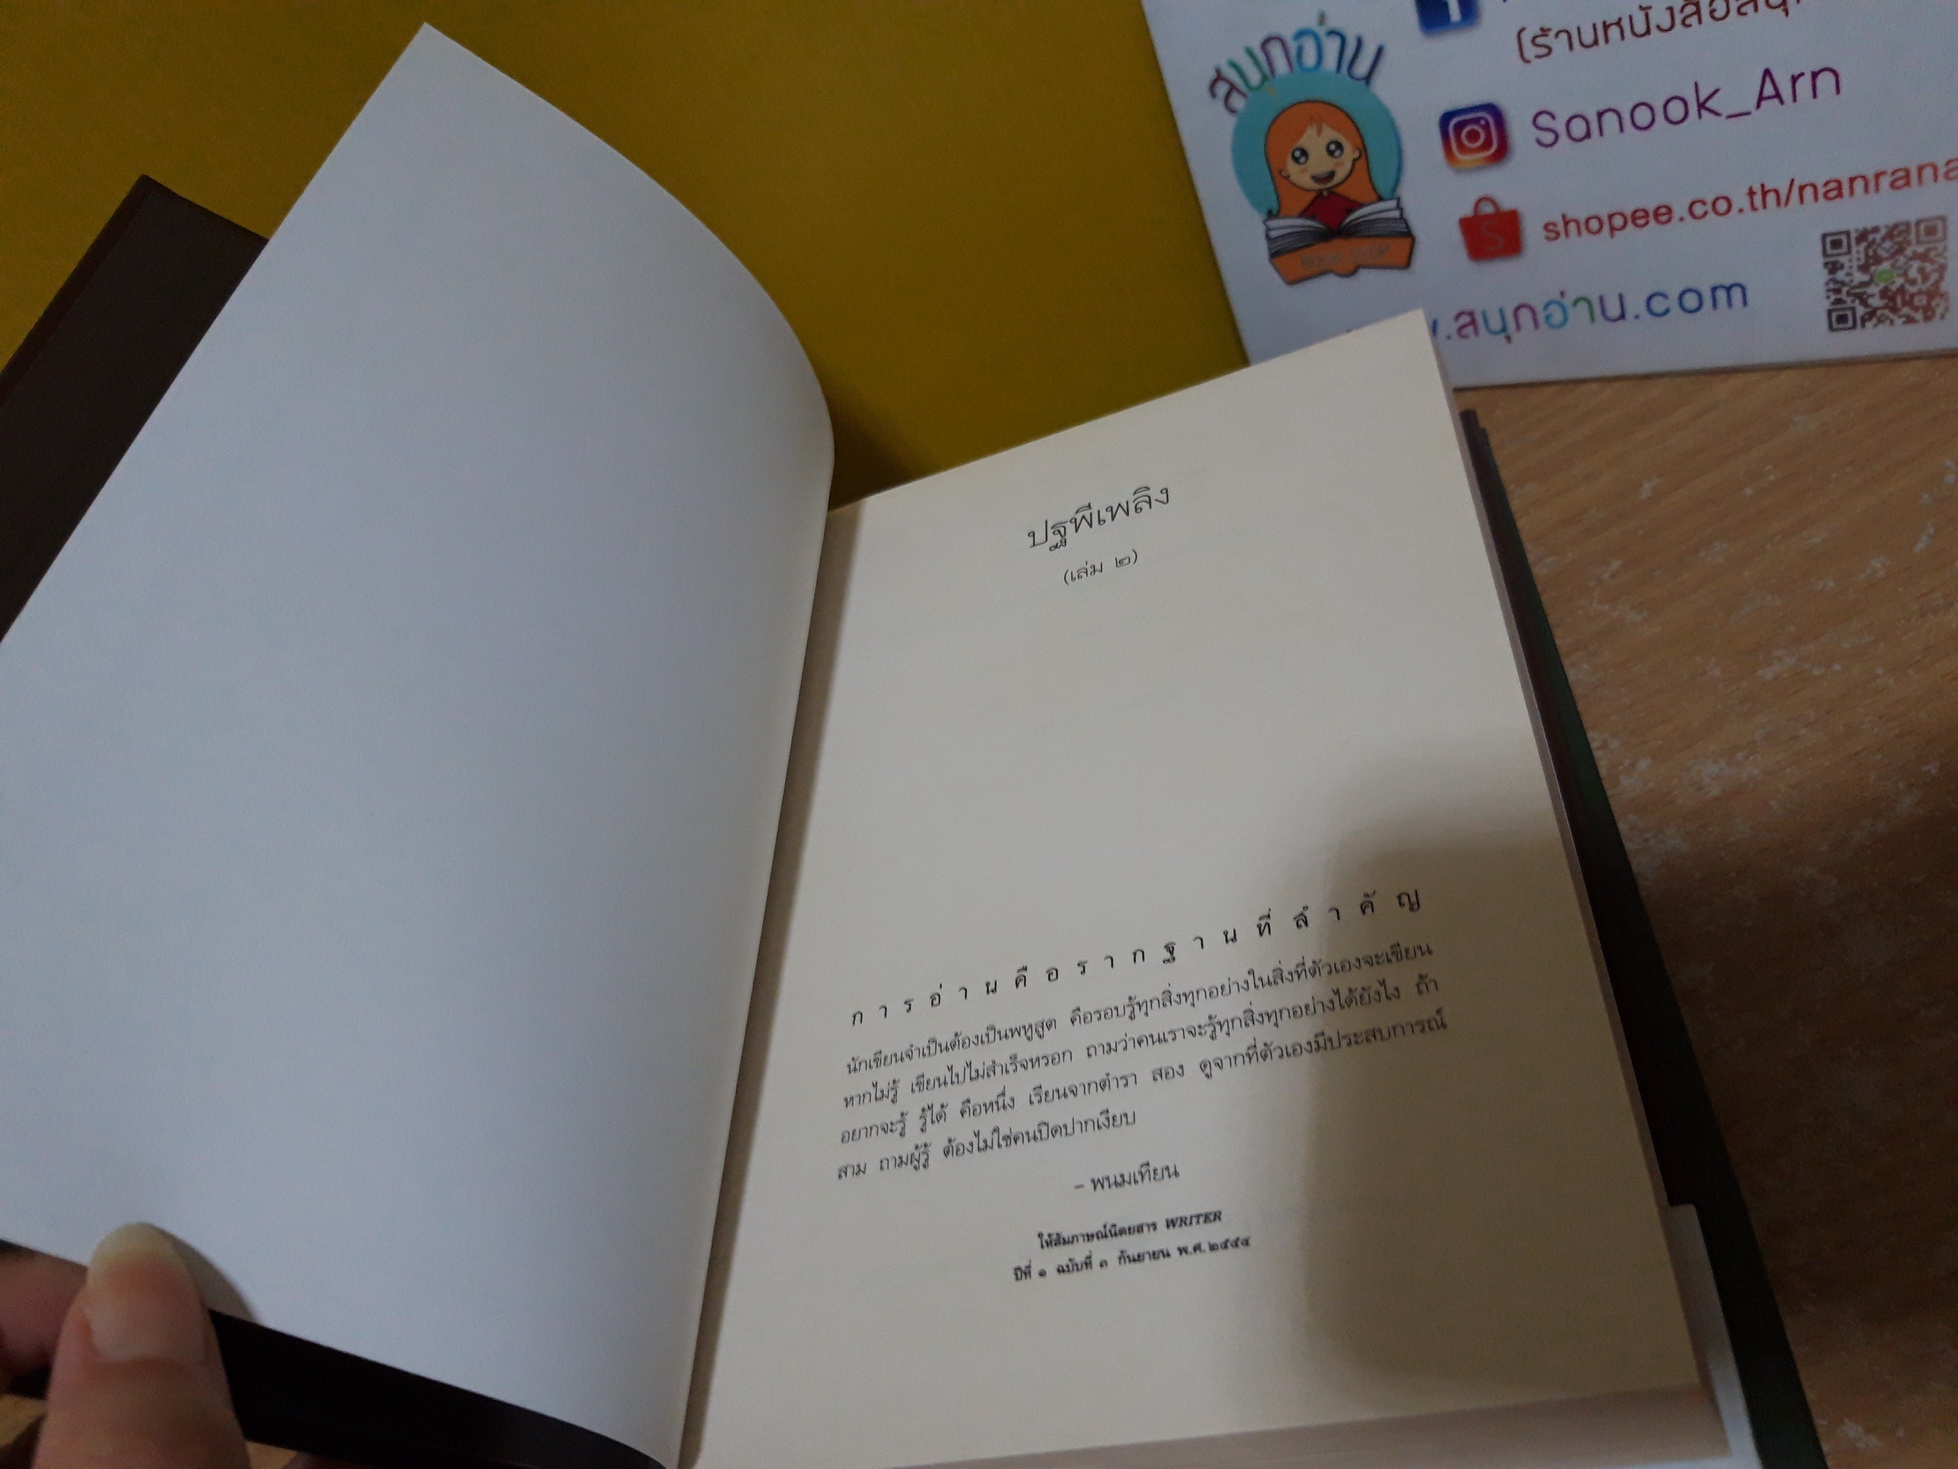 สนุกอ่าน
(ร้านหนังสือสนุก
Sanook_Arn
shopee.co.th/nanrana
.สนุกอ่าน.com
BOOK SHOP
ปฐพีเพลิง
(เล่ม ๒)
การอ่านคือรากฐานที่สำคัญ
นักเขียนจำเป็นต้องเป็นพหูสูต คือรอบรู้ทุกสิ่งทุกอย่างในสิ่งที่ตัวเองจะเขียน
หากไม่รู้ เขียนไปไม่สำเร็จหรอก ถามว่าคนเราจะรู้ทุกสิ่งทุกอย่างได้ยังไง ถ้า
อยากจะรู้ รู้ได้ คือหนึ่ง เรียนจากตำรา สอง ดูจากที่ตัวเองมีประสบการณ์
สาม ถามผู้รู้ ต้องไม่ใช่คนปิดปากเงียบ
- พนมเทียน
ให้สัมภาษณ์นิตยสาร WRITER
ปีที่ ๑ ฉบับที่ ๑ กันยายน พ.ศ.๒๕๕๔